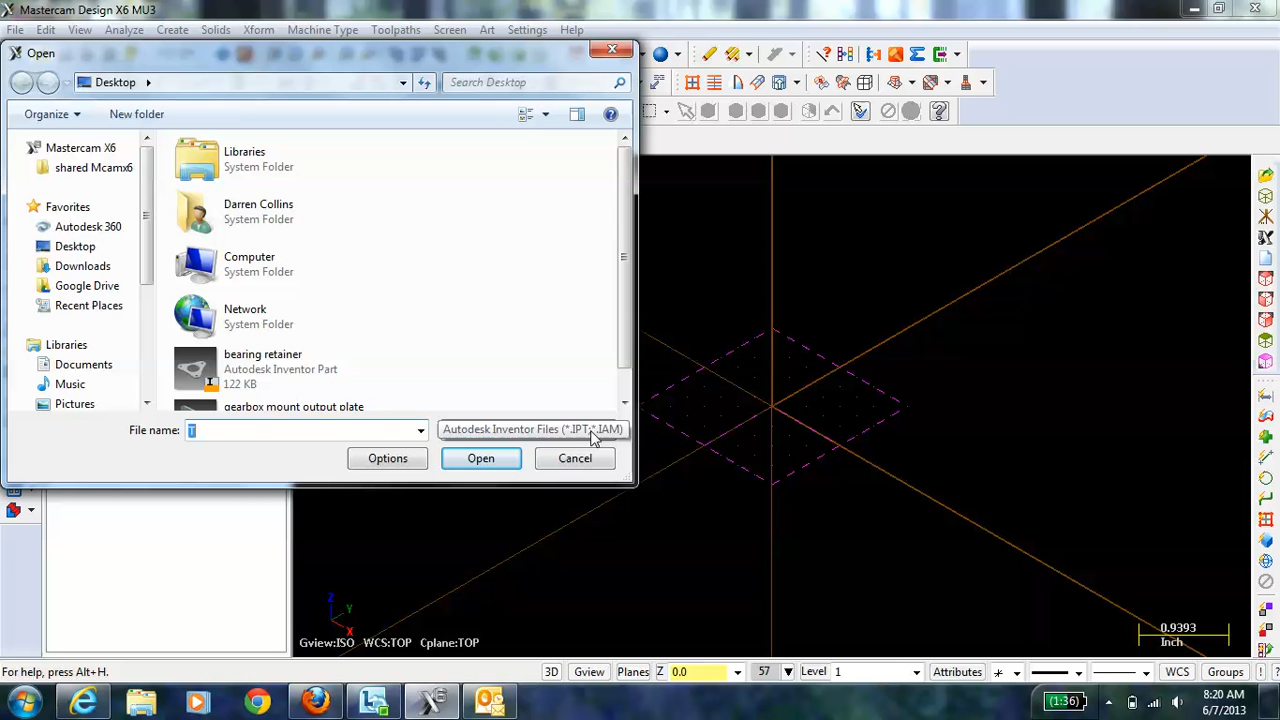 Mastercam Design X6 MU3
File Edit View Analyze Create Solids Xform Machine Type Toolpaths Screen Art Settings Help
Open
Desktop
Search Desktop
Organize New folder
Mastercam X6
shared Mcamx6
Favorites
Autodesk 360
Desktop
Downloads
Google Drive
Recent Places
Libraries
Documents
Music
Pictures
Libraries
System Folder
Darren Collins
System Folder
Computer
System Folder
Network
System Folder
bearing retainer
Autodesk Inventor Part
122 KB
gearbox mount output plate
File name: T
Autodesk Inventor Files (*.IPT;*.IAM)
Options Open Cancel
Z
Y
X
Gview:ISO WCS:TOP Cplane:TOP
0.9393
Inch
For help, press Alt+H.
3D Gview Planes Z 0.0 57 Level 1 Attributes WCS Groups ! ?
(1:36)
8:20 AM
6/7/2013